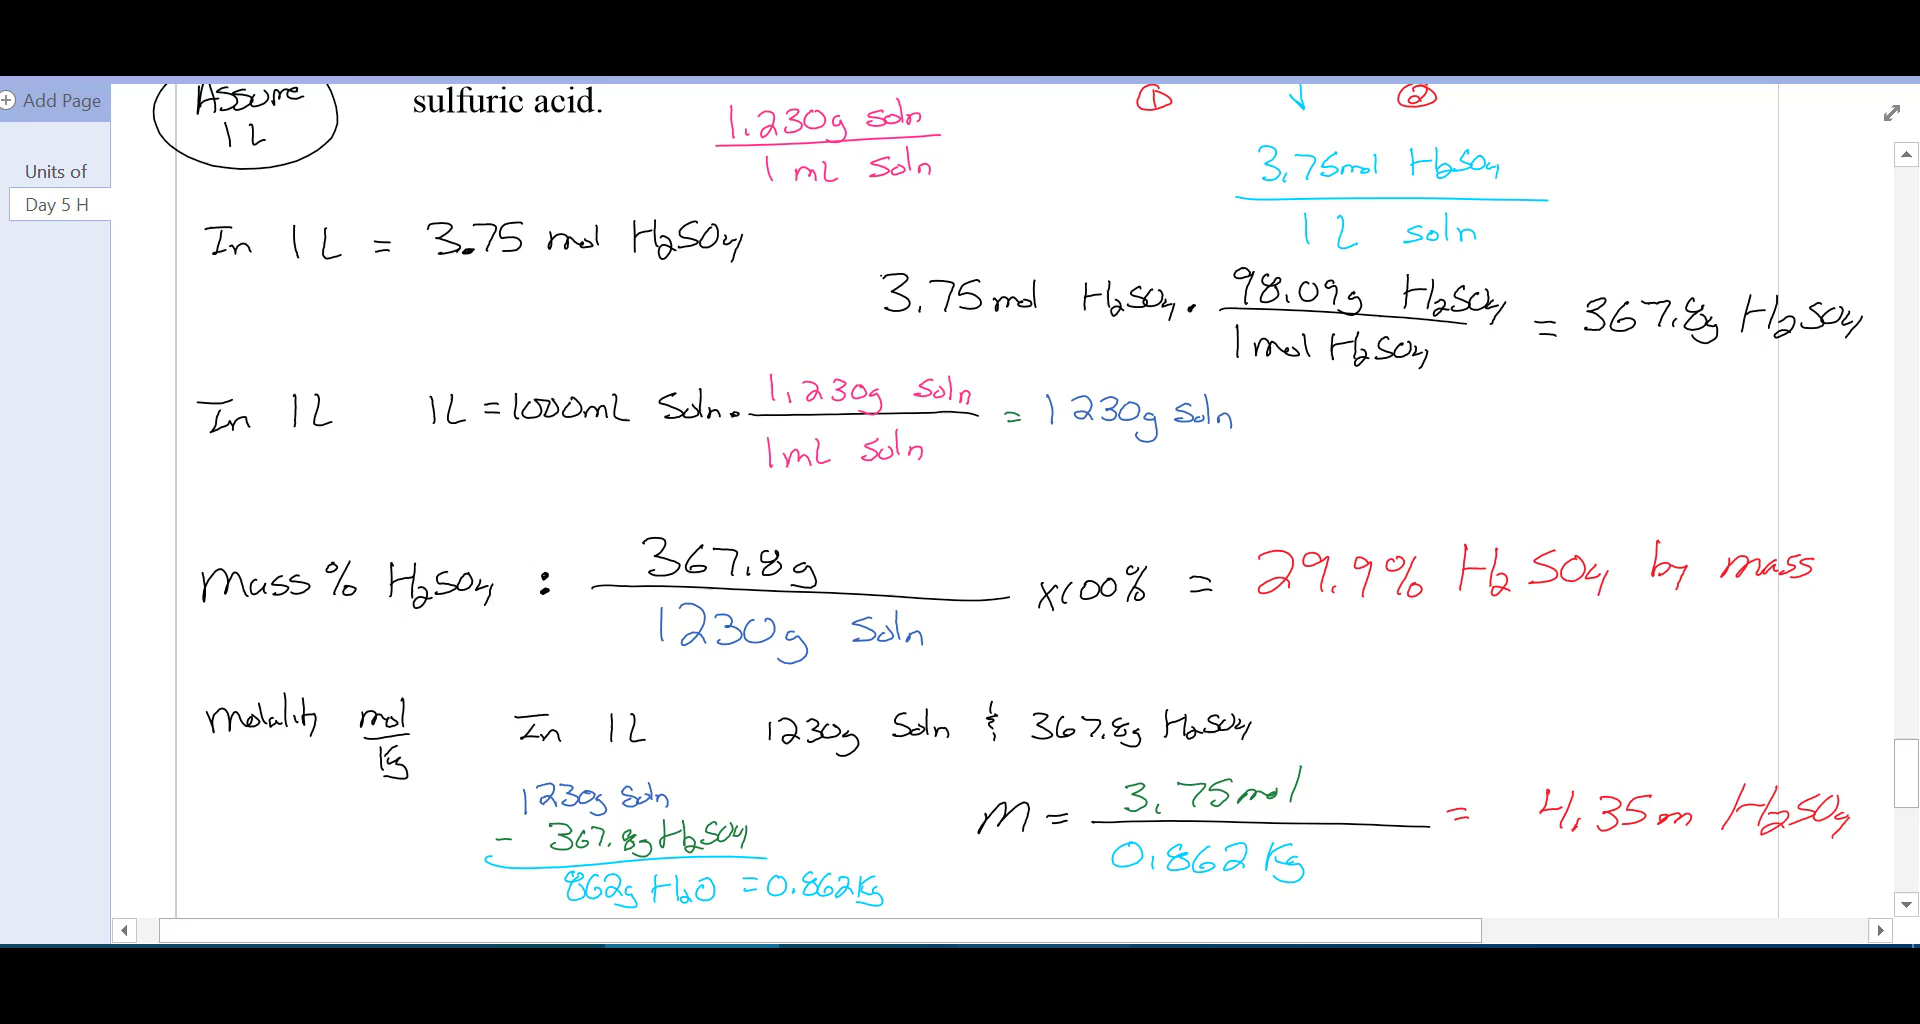 Add Page
Assume
1 L
sulfuric acid.
① ↓ ②
1.230g soln
1 mL soln
3.75mol H₂SO₄
1 L soln
Units of
Day 5 H
In 1 L = 3.75 mol H₂SO₄
3.75 mol H₂SO₄ · 98.09g H₂SO₄ / 1 mol H₂SO₄ = 367.8g H₂SO₄
In 1 L 1L = 1000mL Soln · 1.230g soln / 1mL soln = 1230g soln
Mass % H₂SO₄ : 367.8g / 1230g soln x100% = 29.9% H₂SO₄ by mass
Molality mol / Kg In 1 L 1230g Soln & 367.8g H₂SO₄
1230g soln
- 367.8g H₂SO₄
862g H₂O = 0.862Kg
m = 3.75mol / 0.862 Kg = 4.35m H₂SO₄